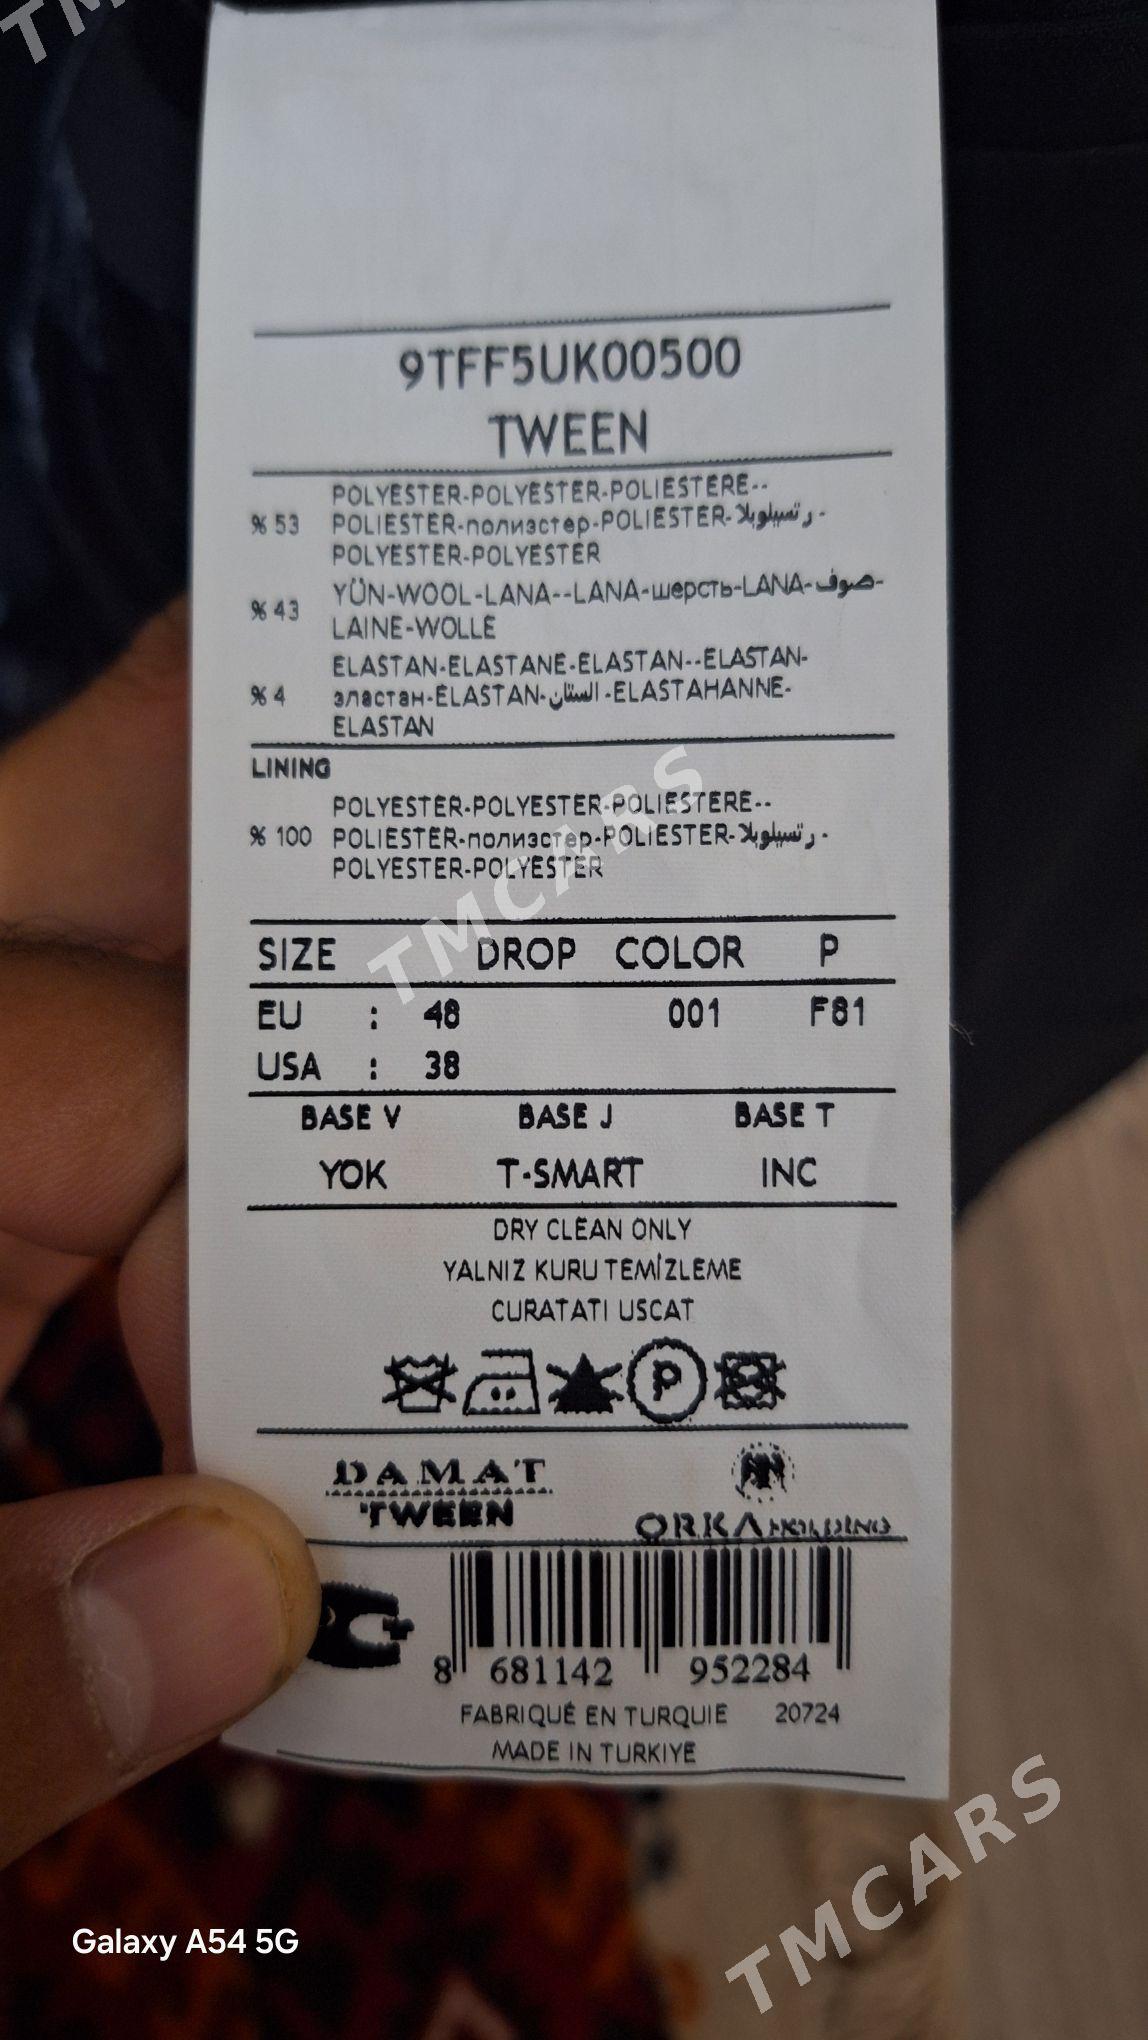 TMCARS
9TFF5UK00500
TWEEN
POLYESTER-POLYESTER-POLIESTERE--
% 53 POLIESTER-полиэстер-POLIESTER-رتسيلوبلا-
POLYESTER-POLYESTER
YÜN-WOOL-LANA--LANA-шерсть-LANA-صوف-
% 43
LAINE-WOLLE
ELASTAN-ELASTANE-ELASTAN--ELASTAN-
% 4 эластан-ELASTAN-الستان-ELASTAHANNE-
ELASTAN
LINING
POLYESTER-POLYESTER-POLIESTERE--
% 100 POLIESTER-полиэстер-POLIESTER-رتسيلوبلا-
POLYESTER-POLYESTER
TMCARS
SIZE DROP COLOR P
EU : 48 001 F81
USA : 38
BASE V BASE J BASE T
YOK T-SMART INC
DRY CLEAN ONLY
YALNIZ KURU TEMİZLEME
CURATATI USCAT
P
DAMAT
TWEEN
ORKA HOLDING
8 681142 952284
FABRIQUÉ EN TURQUIE 20724
MADE IN TURKIYE
TMCARS
Galaxy A54 5G